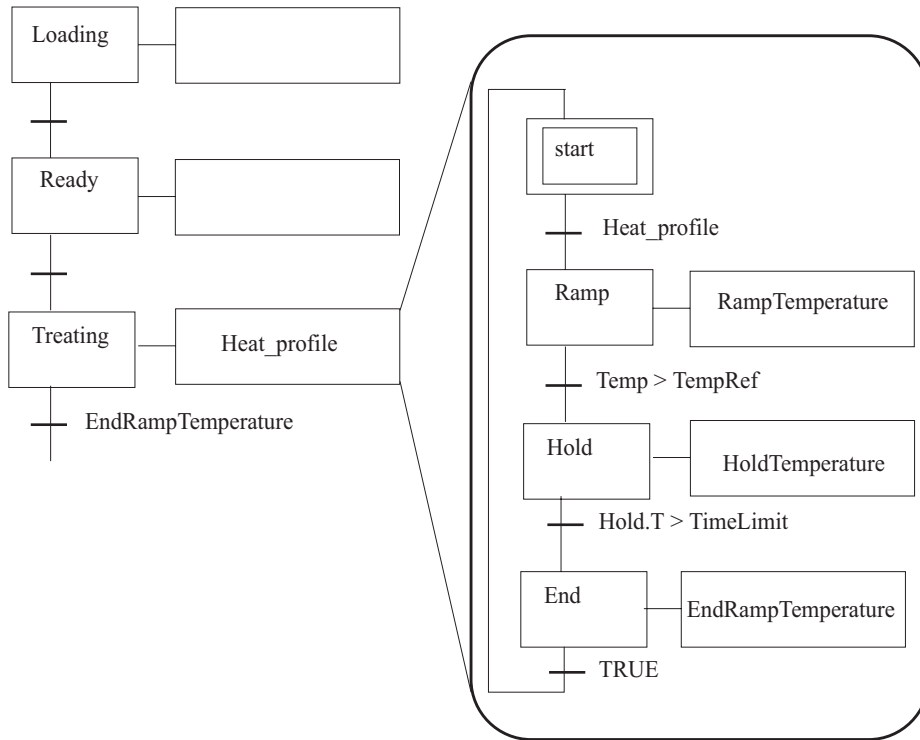 Loading
Ready
Treating
Heat_profile
EndRampTemperature
start
Heat_profile
Ramp
RampTemperature
Temp > TempRef
Hold
HoldTemperature
Hold.T > TimeLimit
End
EndRampTemperature
TRUE